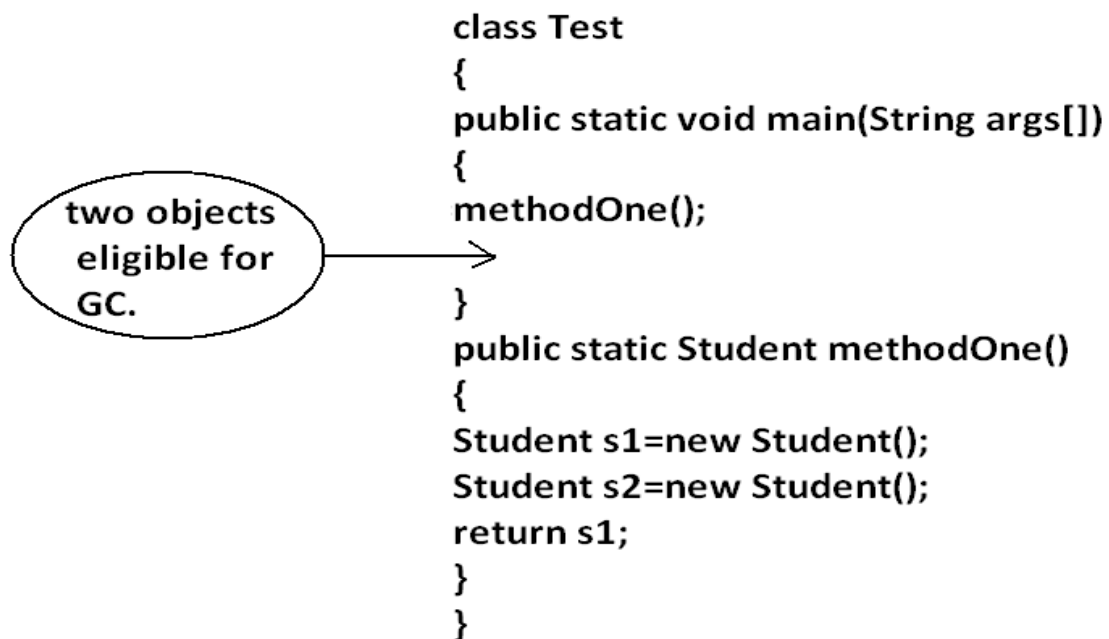 class Test
{
public static void main(String args[])
{
two objects
eligible for
GC.
methodOne();
}
public static Student methodOne()
{
Student s1=new Student();
Student s2=new Student();
return s1;
}
}